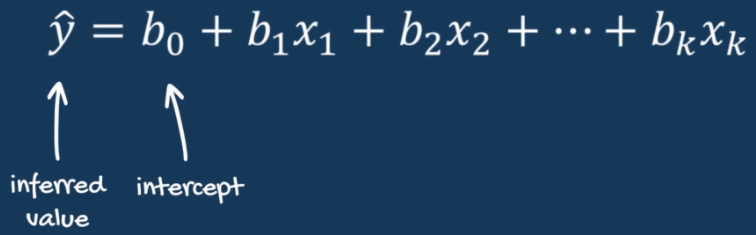 ŷ = b₀ + b₁x₁ + b₂x₂ + ⋯ + bₖxₖ
inferred value
intercept